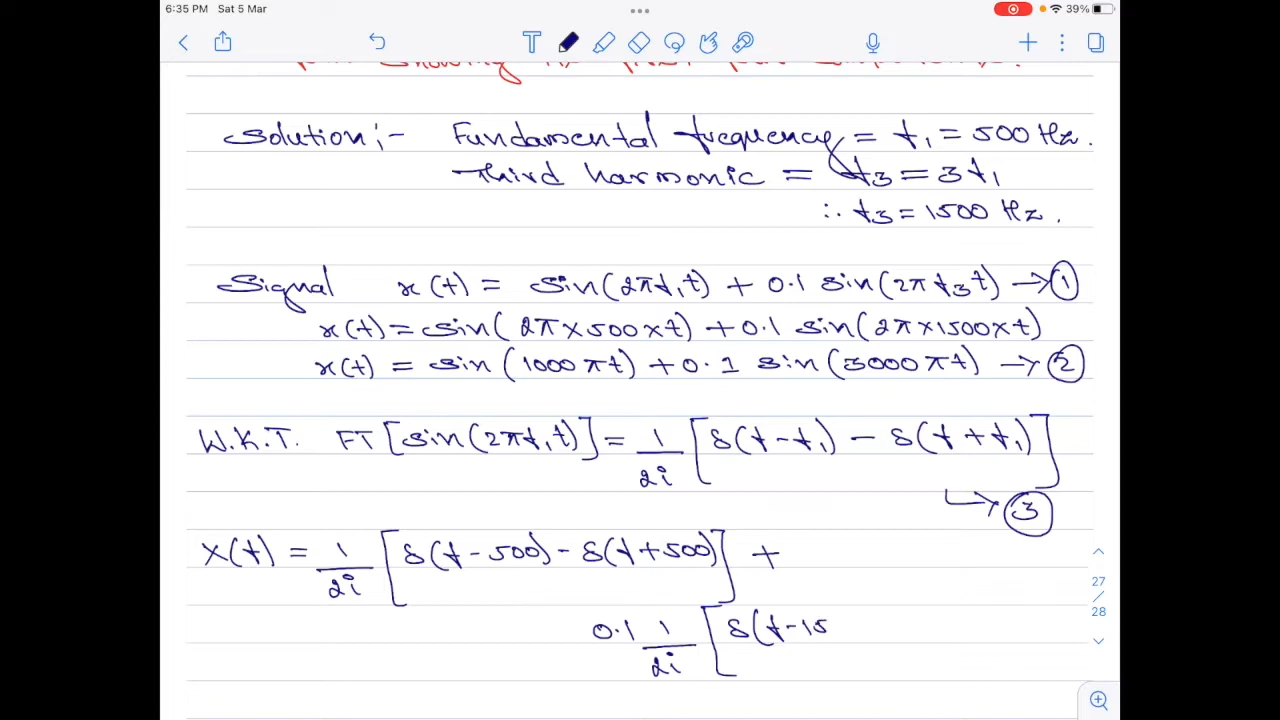 6:35 PM Sat 5 Mar
39%
Solution:- Fundamental frequency = f₁ = 500 Hz.
Third harmonic = f₃ = 3f₁
∴ f₃ = 1500 Hz.
Signal x(t) = sin(2πf₁t) + 0.1 sin(2πf₃t) → ①
x(t) = sin(2π×500×t) + 0.1 sin(2π×1500×t)
x(t) = sin(1000πt) + 0.1 sin(3000πt) → ②
W.K.T. FT[sin(2πf₁t)] = 1/2i [δ(f-f₁) - δ(f+f₁)]
↳ ③
X(f) = 1/2i [δ(f-500) - δ(f+500)] +
0.1 1/2i [δ(f-15
27
/
28